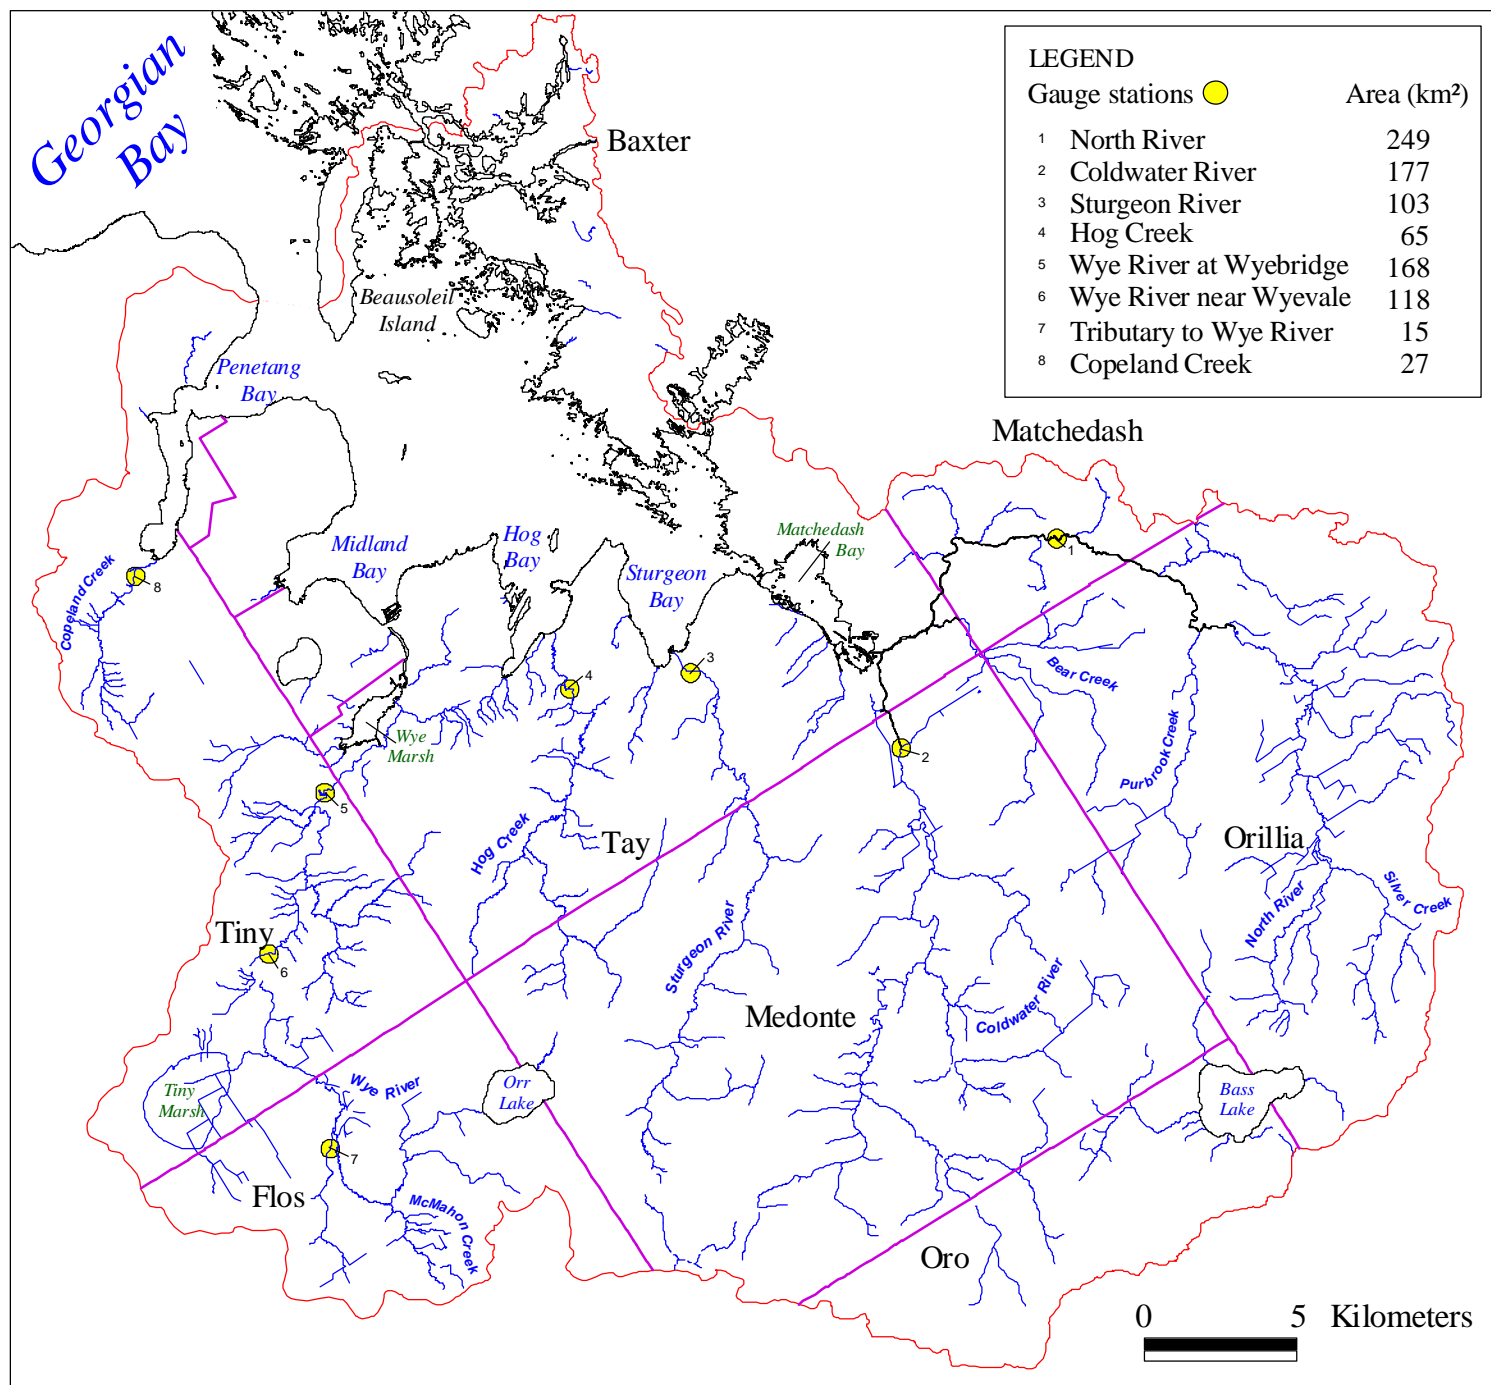 Georgian
Bay
LEGEND
Gauge stations Area (km²)
1 North River 249
2 Coldwater River 177
3 Sturgeon River 103
4 Hog Creek 65
5 Wye River at Wyebridge 168
6 Wye River near Wyevale 118
7 Tributary to Wye River 15
8 Copeland Creek 27
Baxter
Beausoleil
Island
Penetang
Bay
Matchedash
Matchedash
Bay
Midland
Bay
Hog
Bay
Sturgeon
Bay
1
8
Copeland Creek
3
4
Bear Creek
Wye
Marsh
2
Purbrook Creek
5
Hog Creek
Tay
Orillia
Silver Creek
North River
Tiny
6
Sturgeon River
Medonte
Coldwater River
Tiny
Marsh
Wye River
Orr
Lake
Bass
Lake
7
Flos
McMahon Creek
Oro
0 5 Kilometers